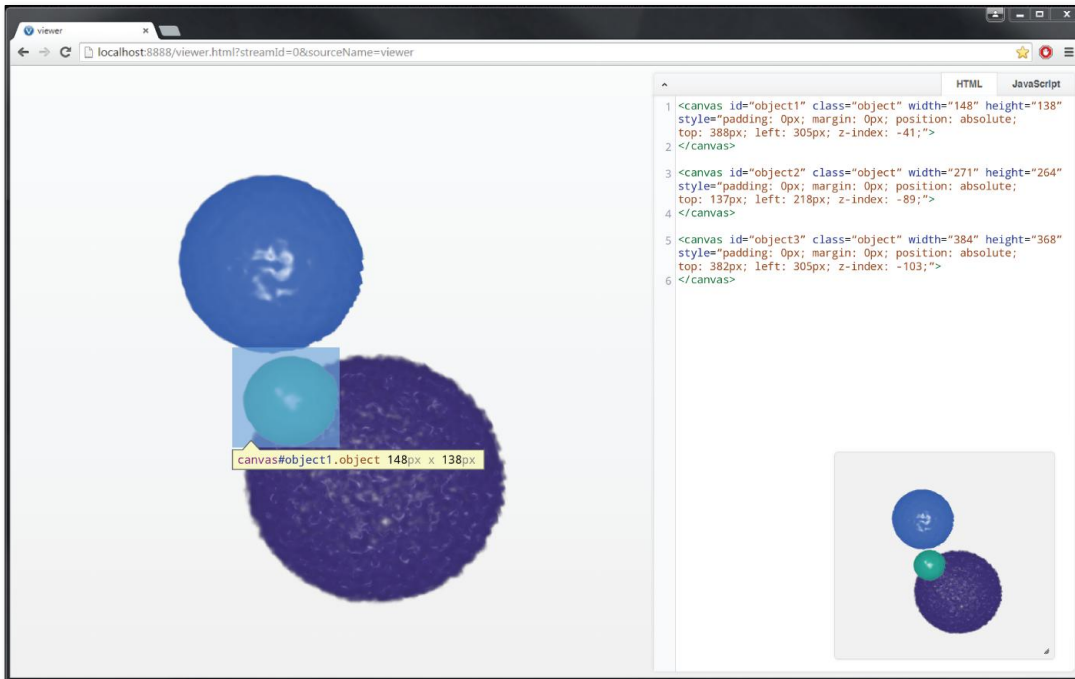 viewer
localhost:8888/viewer.html?streamId=0&sourceName=viewer
HTML JavaScript
1 <canvas id="object1" class="object" width="148" height="138"
style="padding: 0px; margin: 0px; position: absolute;
top: 388px; left: 305px; z-index: -41;">
2 </canvas>
3 <canvas id="object2" class="object" width="271" height="264"
style="padding: 0px; margin: 0px; position: absolute;
top: 137px; left: 218px; z-index: -89;">
4 </canvas>
5 <canvas id="object3" class="object" width="384" height="368"
style="padding: 0px; margin: 0px; position: absolute;
top: 382px; left: 305px; z-index: -103;">
6 </canvas>
canvas#object1.object 148px x 138px